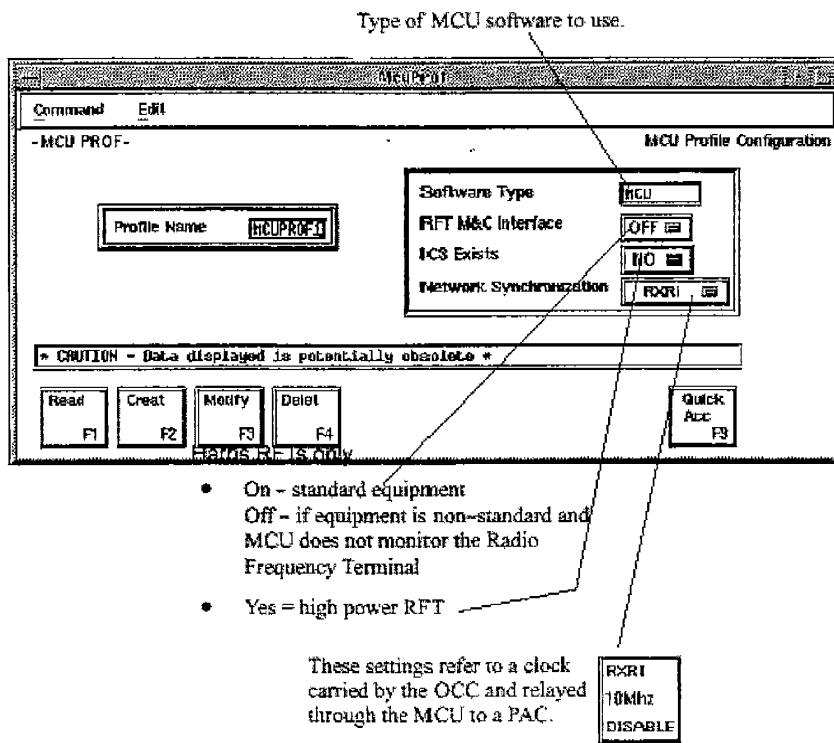 Type of MCU software to use.
McuProf
Command Edit
-MCU PROF-
MCU Profile Configuration
Profile Name MCUPROF1
Software Type MCU
RFT M&C Interface OFF
ICS Exists NO
Network Synchronization RXRI
* CAUTION - Data displayed is potentially obsolete *
Read F1
Creat F2
Modify F3
Delet F4
Quick Acc F9
Harris RFTs only
• On – standard equipment
Off – if equipment is non–standard and
MCU does not monitor the Radio
Frequency Terminal
• Yes = high power RFT
These settings refer to a clock
carried by the OCC and relayed
through the MCU to a PAC.
RXRI
10Mhz
DISABLE